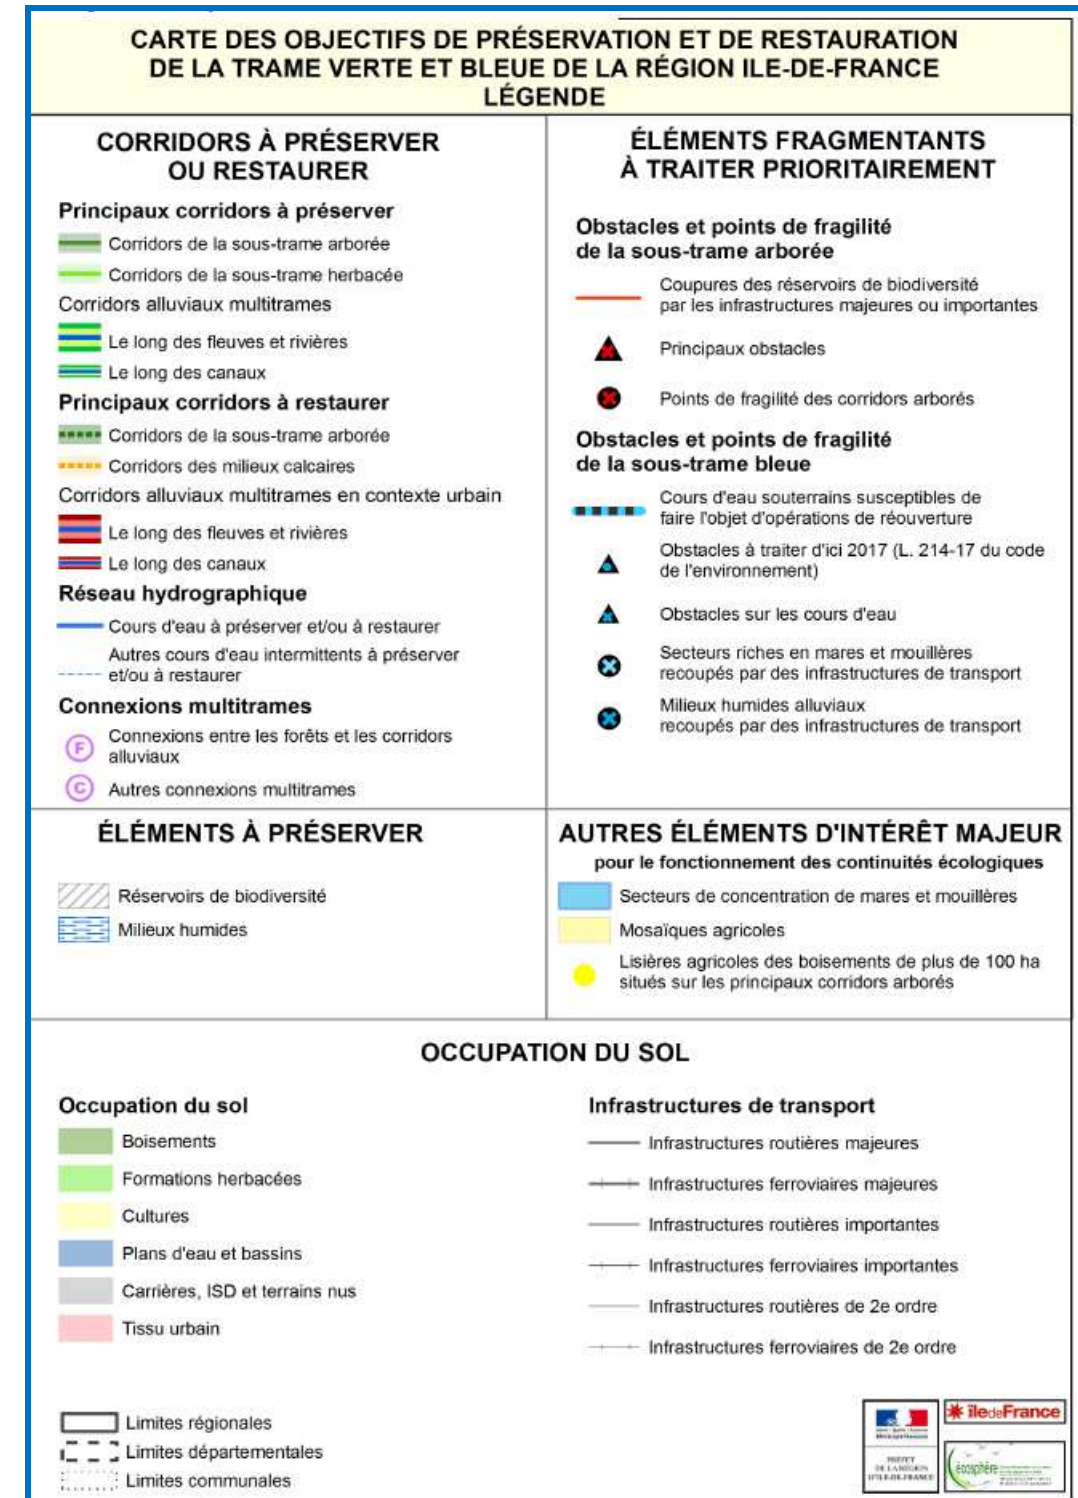 CARTE DES OBJECTIFS DE PRÉSERVATION ET DE RESTAURATION
DE LA TRAME VERTE ET BLEUE DE LA RÉGION ILE-DE-FRANCE
LÉGENDE
CORRIDORS À PRÉSERVER
OU RESTAURER
Principaux corridors à préserver
Corridors de la sous-trame arborée
Corridors de la sous-trame herbacée
Corridors alluviaux multitrames
Le long des fleuves et rivières
Le long des canaux
Principaux corridors à restaurer
Corridors de la sous-trame arborée
Corridors des milieux calcaires
Corridors alluviaux multitrames en contexte urbain
Le long des fleuves et rivières
Le long des canaux
Réseau hydrographique
Cours d'eau à préserver et/ou à restaurer
Autres cours d'eau intermittents à préserver
et/ou à restaurer
Connexions multitrames
F
Connexions entre les forêts et les corridors
alluviaux
C
Autres connexions multitrames
ÉLÉMENTS FRAGMENTANTS
À TRAITER PRIORITAIREMENT
Obstacles et points de fragilité
de la sous-trame arborée
Coupures des réservoirs de biodiversité
par les infrastructures majeures ou importantes
Principaux obstacles
Points de fragilité des corridors arborés
Obstacles et points de fragilité
de la sous-trame bleue
Cours d'eau souterrains susceptibles de
faire l'objet d'opérations de réouverture
Obstacles à traiter d'ici 2017 (L. 214-17 du code
de l'environnement)
Obstacles sur les cours d'eau
Secteurs riches en mares et mouillères
recoupés par des infrastructures de transport
Milieux humides alluviaux
recoupés par des infrastructures de transport
ÉLÉMENTS À PRÉSERVER
Réservoirs de biodiversité
Milieux humides
AUTRES ÉLÉMENTS D'INTÉRÊT MAJEUR
pour le fonctionnement des continuités écologiques
Secteurs de concentration de mares et mouillères
Mosaïques agricoles
Lisières agricoles des boisements de plus de 100 ha
situés sur les principaux corridors arborés
OCCUPATION DU SOL
Occupation du sol
Boisements
Formations herbacées
Cultures
Plans d'eau et bassins
Carrières, ISD et terrains nus
Tissu urbain
Infrastructures de transport
Infrastructures routières majeures
Infrastructures ferroviaires majeures
Infrastructures routières importantes
Infrastructures ferroviaires importantes
Infrastructures routières de 2e ordre
Infrastructures ferroviaires de 2e ordre
Limites régionales
Limites départementales
Limites communales
PRÉFET
DE LA RÉGION
D'ILE-DE-FRANCE
îledeFrance
écosphère